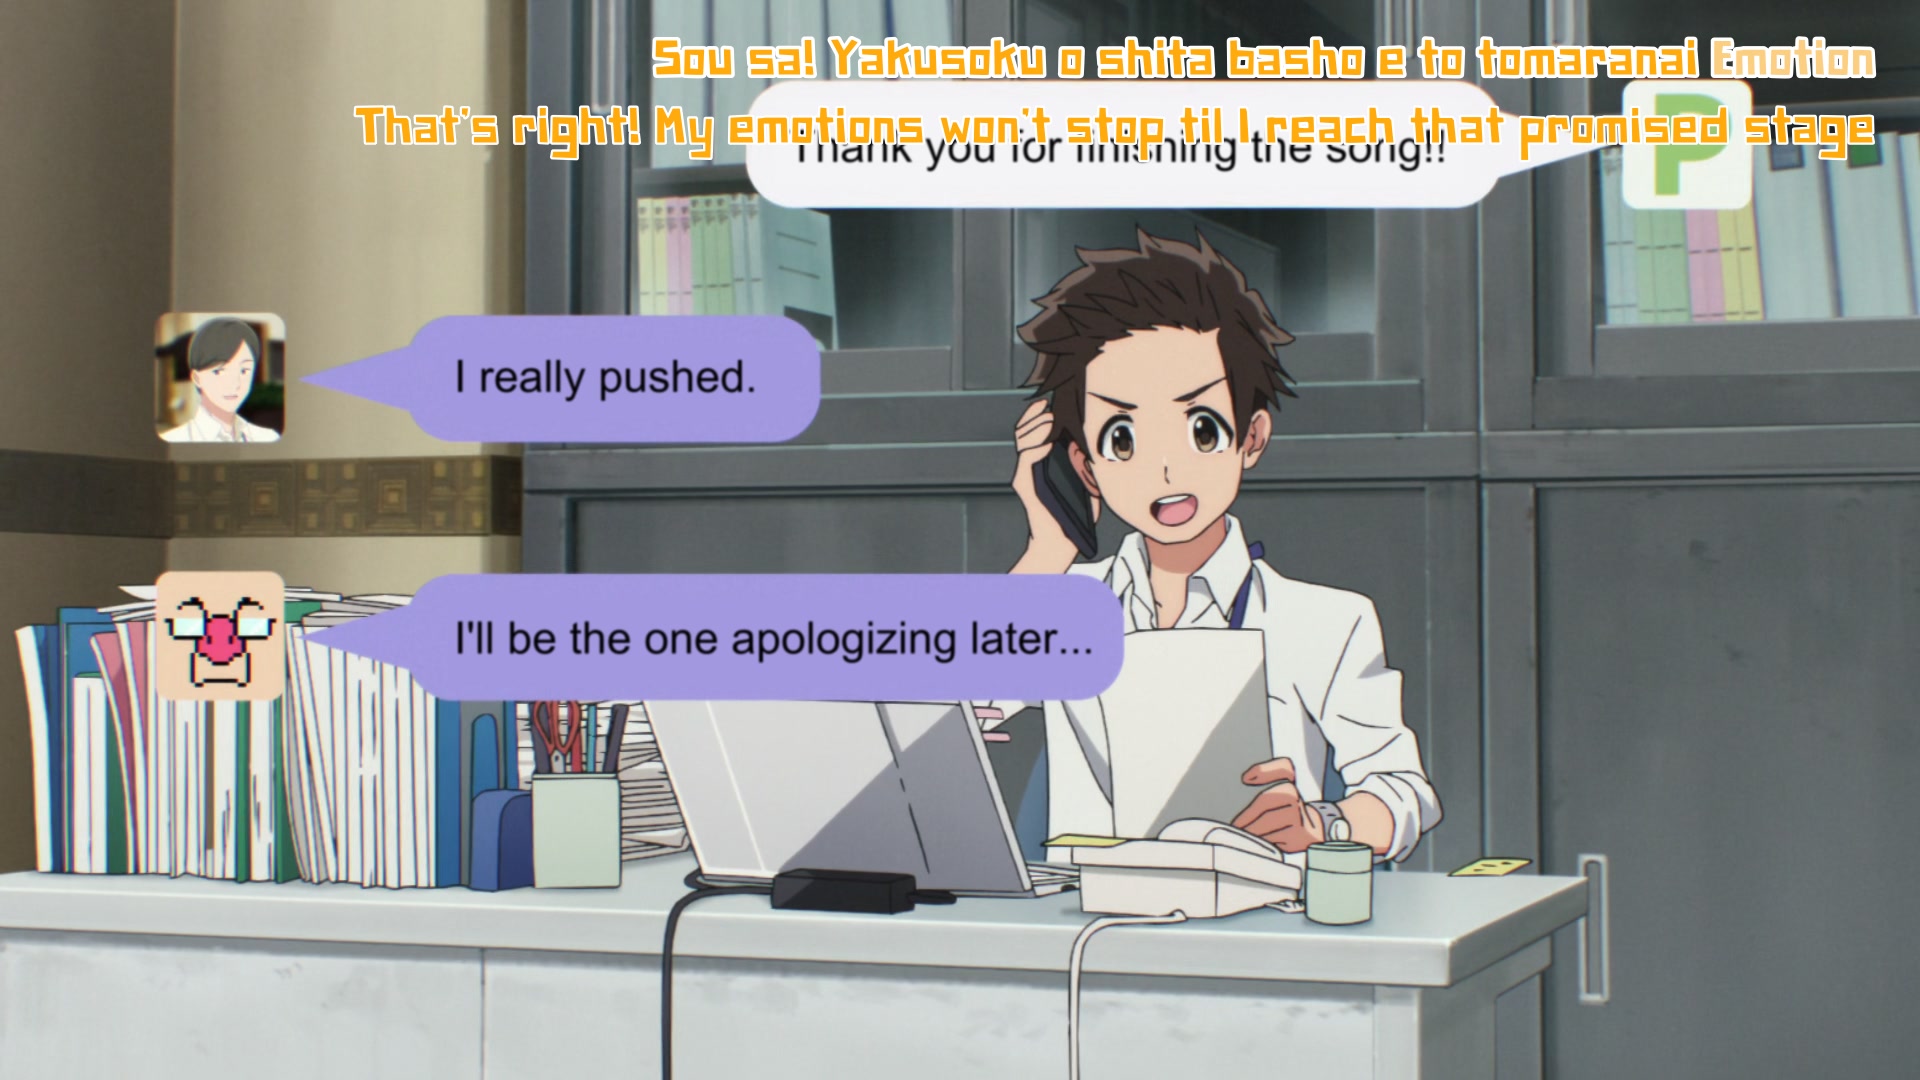 Sou sa! Yakusoku o shita basho e to tomaranai Emotion
That's right! My emotions won't stop til I reach that promised stage
Thank you for finishing the song!!
P
I really pushed.
I'll be the one apologizing later...